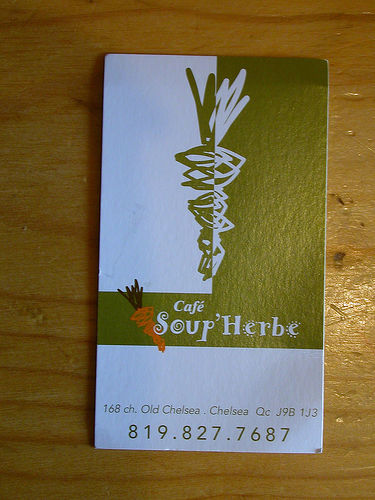 Café
Soup'Herbe
168 ch. Old Chelsea . Chelsea Qc J9B 1J3
819.827.7687